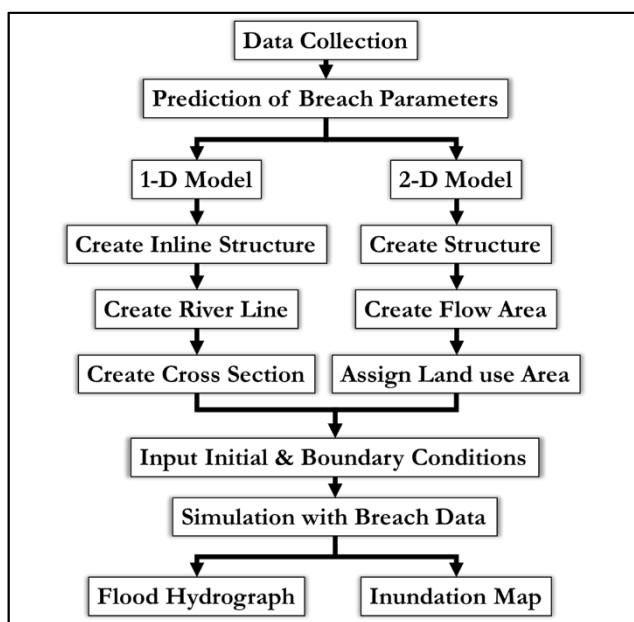 Data Collection
Prediction of Breach Parameters
1-D Model
2-D Model
Create Inline Structure
Create Structure
Create River Line
Create Flow Area
Create Cross Section
Assign Land use Area
Input Initial & Boundary Conditions
Simulation with Breach Data
Flood Hydrograph
Inundation Map